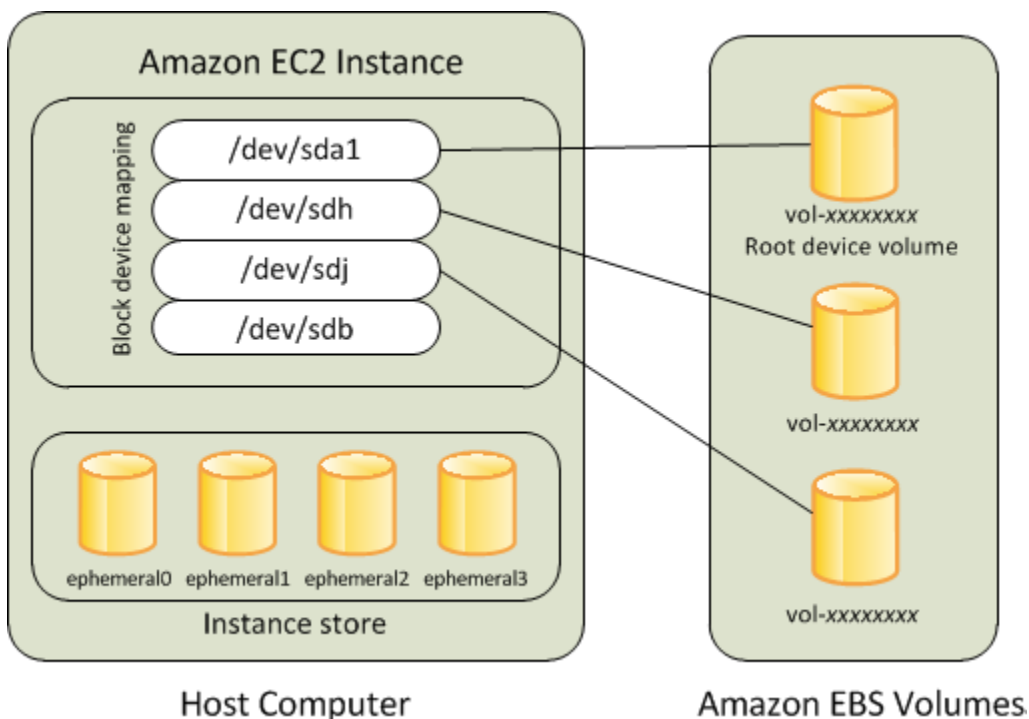 Amazon EC2 Instance
Block device mapping
/dev/sda1
/dev/sdh
/dev/sdj
/dev/sdb
ephemeral0
ephemeral1
ephemeral2
ephemeral3
Instance store
Host Computer
vol-xxxxxxxx
Root device volume
vol-xxxxxxxx
vol-xxxxxxxx
Amazon EBS Volumes